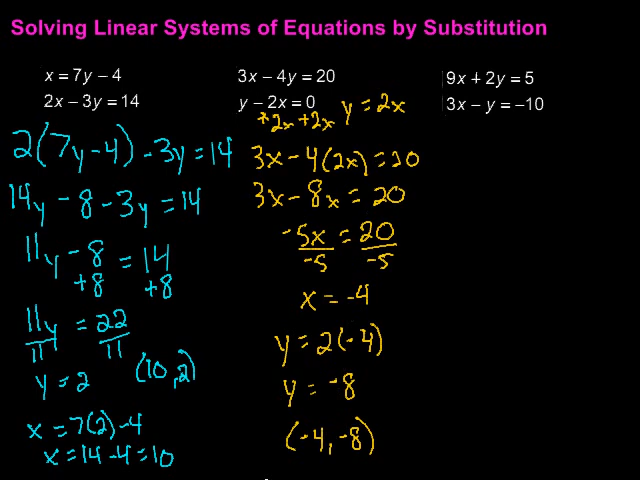 Solving Linear Systems of Equations by Substitution
x = 7y – 4
2x – 3y = 14
2(7y - 4) - 3y = 14
14y - 8 - 3y = 14
11y - 8 = 14
+8 +8
11y = 22
11 11
y = 2 (10, 2)
x = 7(2) - 4
x = 14 - 4 = 10
3x – 4y = 20
y – 2x = 0 y = 2x
+2x +2x
3x - 4(2x) = 20
3x - 8x = 20
-5x = 20
-5 -5
x = -4
y = 2(-4)
y = -8
(-4, -8)
9x + 2y = 5
3x – y = –10